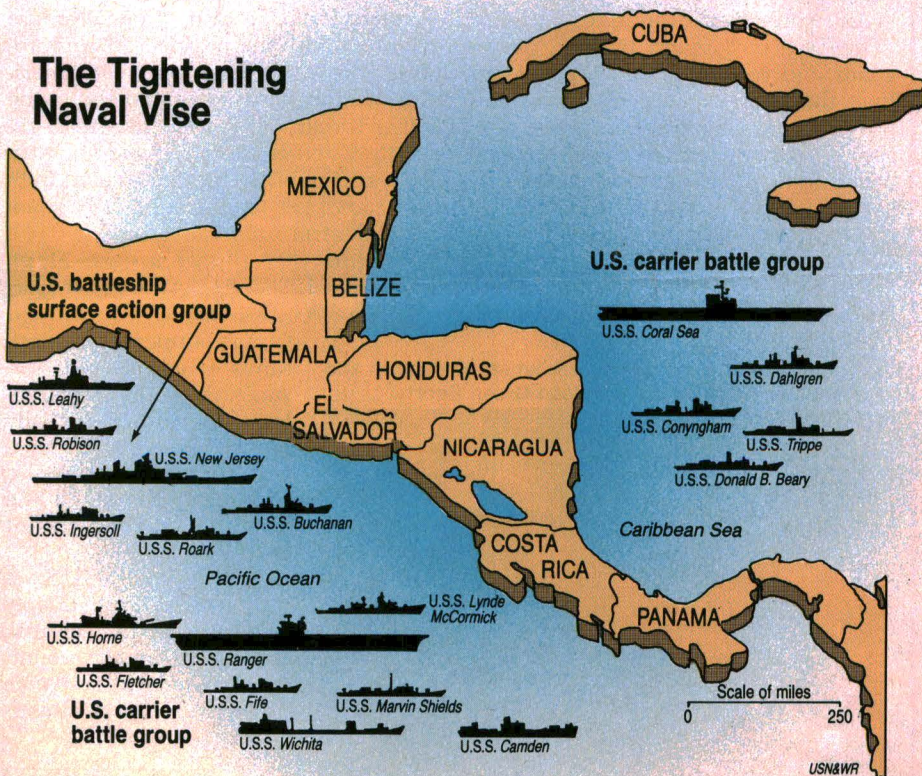 The Tightening
Naval Vise
CUBA
MEXICO
BELIZE
GUATEMALA
HONDURAS
EL
SALVADOR
NICARAGUA
COSTA
RICA
PANAMA
U.S. battleship
surface action group
U.S.S. Leahy
U.S.S. Robison
U.S.S. New Jersey
U.S.S. Ingersoll
U.S.S. Buchanan
U.S.S. Roark
Pacific Ocean
U.S. carrier battle group
U.S.S. Coral Sea
U.S.S. Dahlgren
U.S.S. Conyngham
U.S.S. Trippe
U.S.S. Donald B. Beary
Caribbean Sea
U.S.S. Lynde
McCormick
U.S.S. Horne
U.S.S. Ranger
U.S.S. Fletcher
U.S.S. Fife
U.S.S. Marvin Shields
U.S. carrier
battle group
U.S.S. Wichita
U.S.S. Camden
Scale of miles
0 250
USN&WR